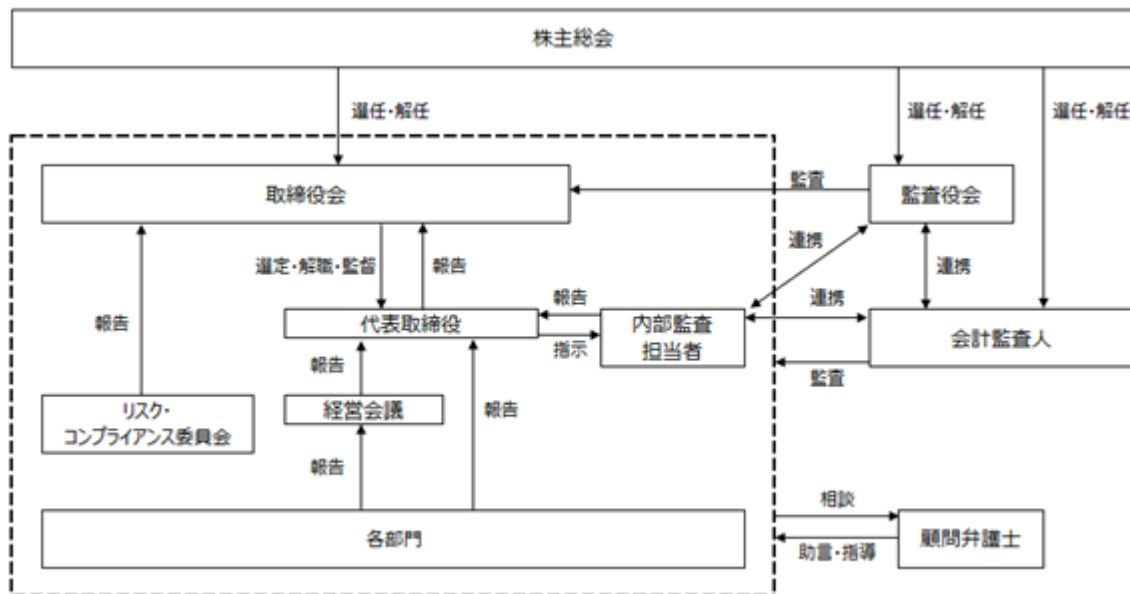 株主総会
選任・解任
選任・解任
選任・解任
取締役会
監査
監査役会
選定・解職・監督
報告
連携
連携
報告
代表取締役
報告
指示
内部監査
担当者
連携
会計監査人
監査
報告
リスク・
コンプライアンス委員会
経営会議
報告
報告
各部門
相談
助言・指導
顧問弁護士